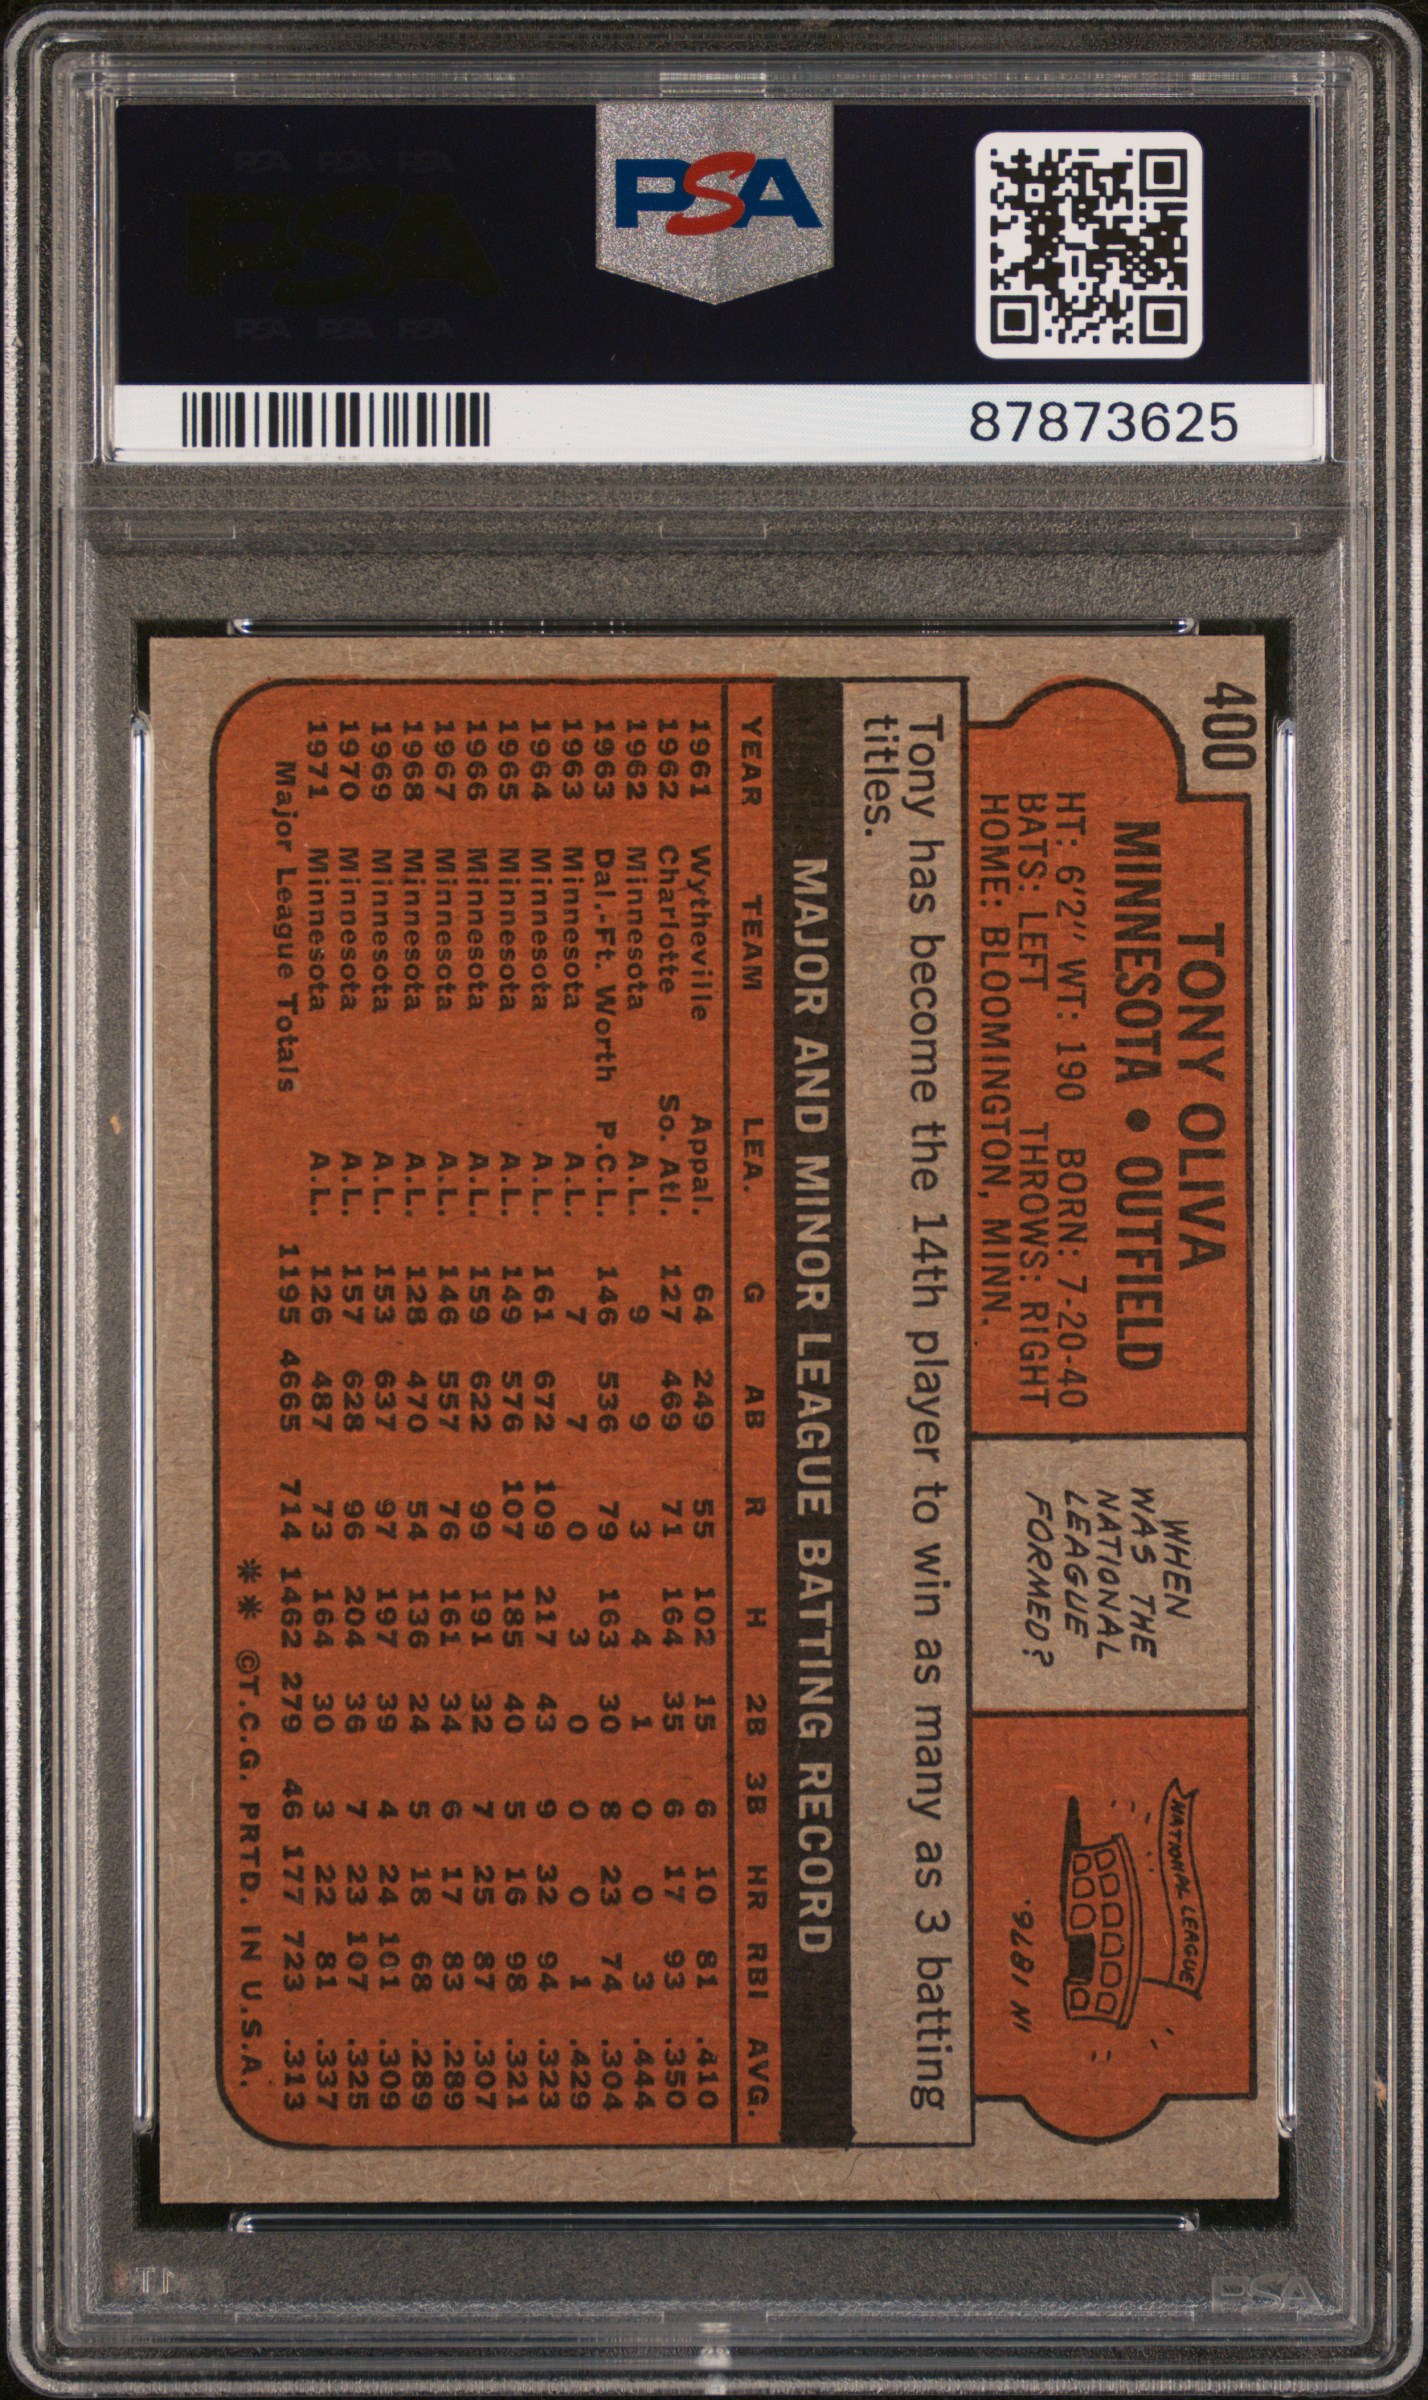 PSA PSA PSA
PSA
PSA PSA PSA
PSA
87873625
400
TONY OLIVA
MINNESOTA • OUTFIELD
HT: 6'2" WT: 190 BORN: 7-20-40
BATS: LEFT THROWS: RIGHT
HOME: BLOOMINGTON, MINN.
WHEN
WAS THE
NATIONAL
LEAGUE
FORMED?
NATIONAL LEAGUE
IN 1876.
Tony has become the 14th player to win as many as 3 batting
titles.
MAJOR AND MINOR LEAGUE BATTING RECORD
YEAR TEAM LEA. G AB R H 2B 3B HR RBI AVG.
1961 Wytheville Appal. 64 249 55 102 15 6 10 81 .410
1962 Charlotte So. Atl. 127 469 71 164 35 6 17 93 .350
1962 Minnesota A.L. 9 9 3 4 1 0 0 3 .444
1963 Dal.-Ft. Worth P.C.L. 146 536 79 163 30 8 23 74 .304
1963 Minnesota A.L. 7 7 0 3 0 0 0 1 .429
1964 Minnesota A.L. 161 672 109 217 43 9 32 94 .323
1965 Minnesota A.L. 149 576 107 185 40 5 16 98 .321
1966 Minnesota A.L. 159 622 99 191 32 7 25 87 .307
1967 Minnesota A.L. 146 557 76 161 34 6 17 83 .289
1968 Minnesota A.L. 128 470 54 136 24 5 18 68 .289
1969 Minnesota A.L. 153 637 97 197 39 4 24 101 .309
1970 Minnesota A.L. 157 628 96 204 36 7 23 107 .325
1971 Minnesota A.L. 126 487 73 164 30 3 22 81 .337
Major League Totals 1195 4665 714 1462 279 46 177 723 .313
** ©T.C.G. PRTD. IN U.S.A.
PSA